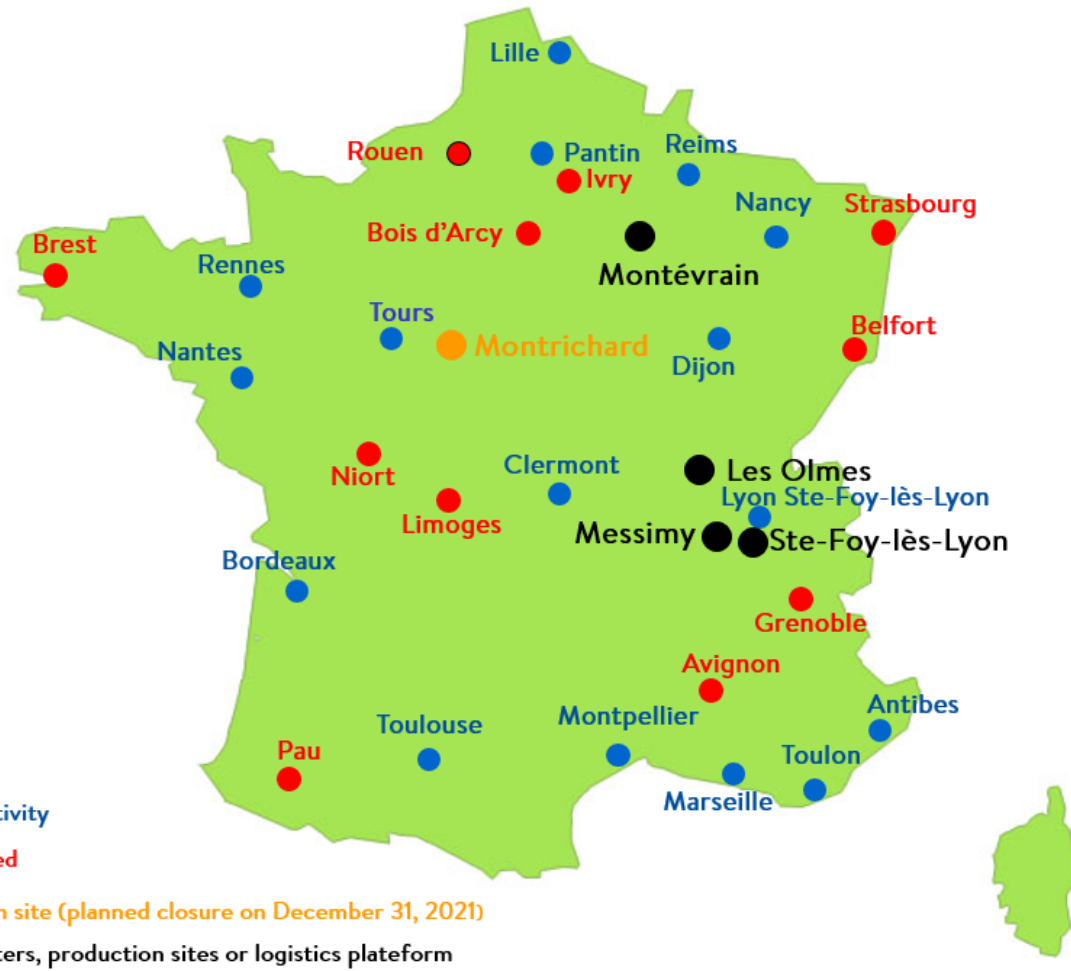 Lille
Rouen
Pantin
Reims
Ivry
Nancy
Strasbourg
Bois d'Arcy
Brest
Rennes
Montévrain
Tours
Belfort
Nantes
Montrichard
Dijon
Clermont
Les Olmes
Niort
Lyon Ste-Foy-lès-Lyon
Limoges
Messimy
Ste-Foy-lès-Lyon
Bordeaux
Grenoble
Avignon
Antibes
Montpellier
Toulouse
Pau
Toulon
Marseille
tivity
ed
n site (planned closure on December 31, 2021)
ters, production sites or logistics plateform